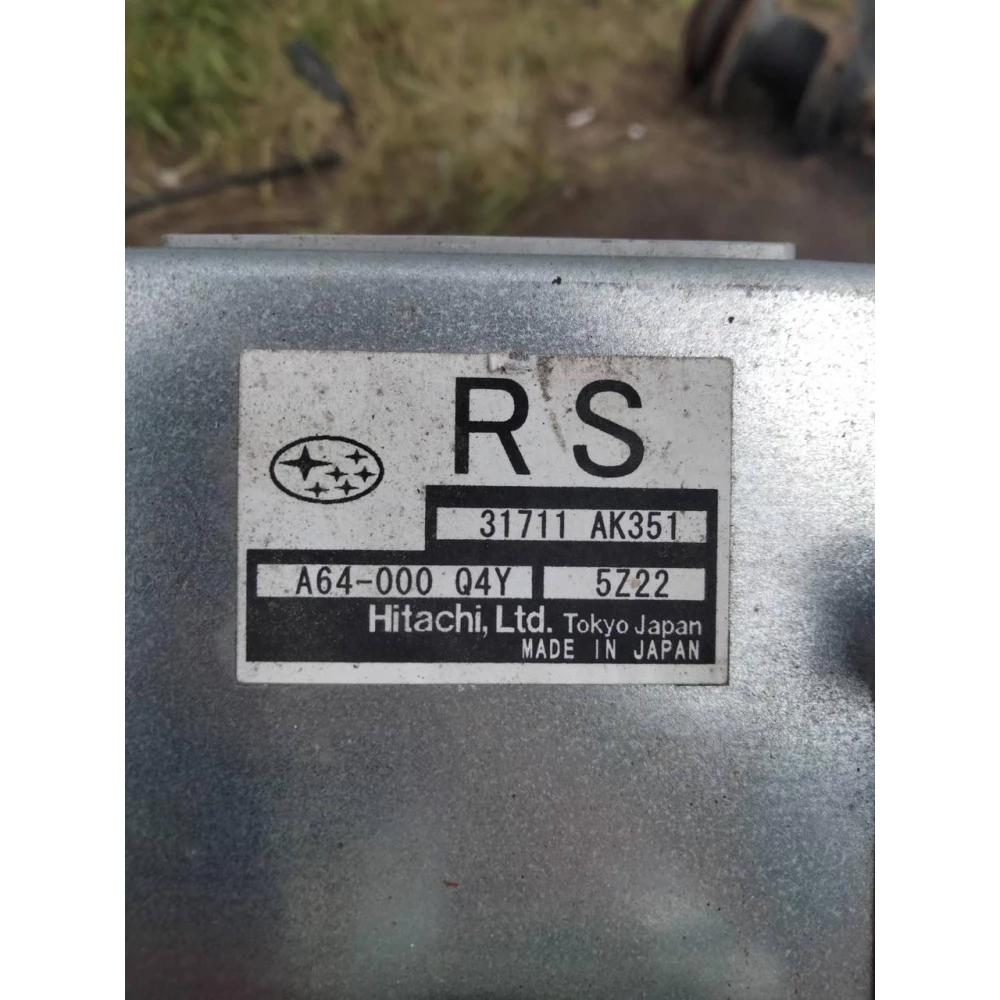 RS
31711 AK351
A64-000 Q4Y 5Z22
Hitachi, Ltd. Tokyo Japan
MADE IN JAPAN